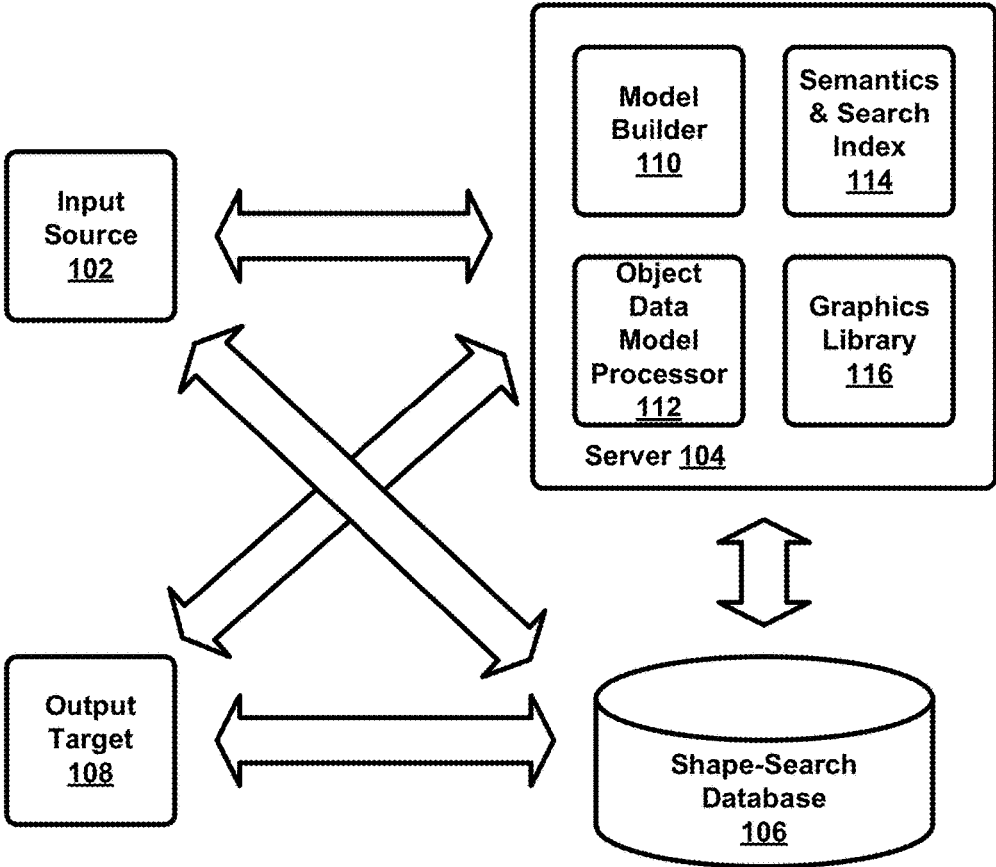 Input
Source
102
Model
Builder
110
Semantics
& Search
Index
114
Object
Data
Model
Processor
112
Graphics
Library
116
Server 104
Output
Target
108
Shape-Search
Database
106